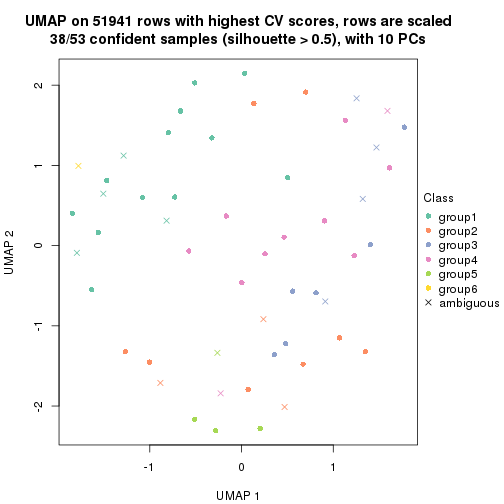 UMAP on 51941 rows with highest CV scores, rows are scaled
38/53 confident samples (silhouette > 0.5), with 10 PCs
UMAP 2
2
1
0
-1
-2
-1
0
1
UMAP 1
Class
group1
group2
group3
group4
group5
group6
ambiguous